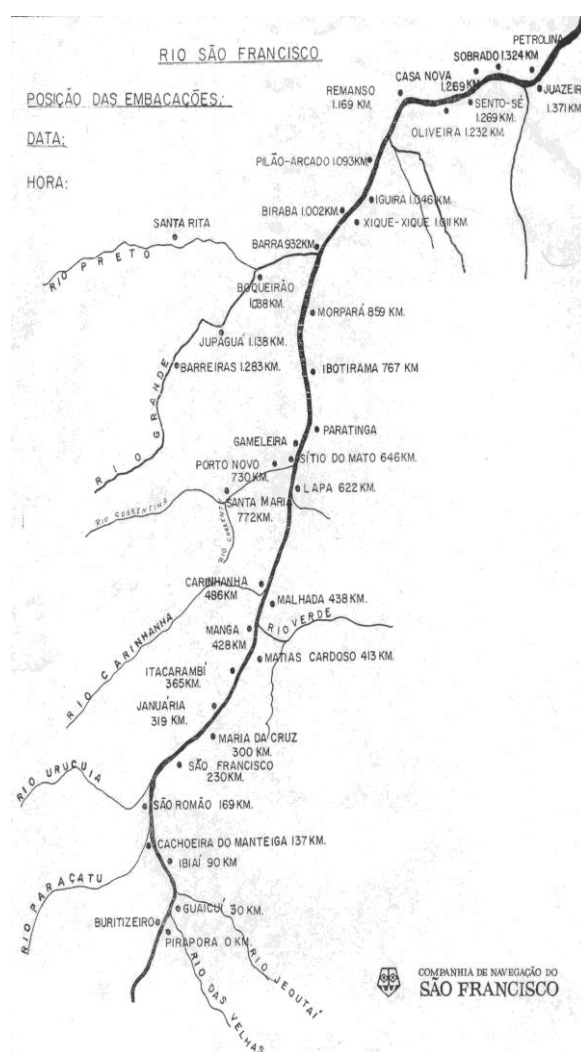 RIO SÃO FRANCISCO
POSIÇÃO DAS EMBACAÇÕES:
DATA:
HORA:
PETROLINA
SOBRADO 1.324 KM
CASA NOVA
1.269 KM.
JUAZEIR
1.371 KM.
REMANSO
1.169 KM.
SENTO-SÉ
1.269 KM.
OLIVEIRA 1.232 KM.
PILÃO-ARCADO 1.093 KM.
IGUIRA 1.046 KM.
BIRABA 1.002 KM.
XIQUE-XIQUE 1.011 KM.
SANTA RITA
BARRA 932 KM.
RIO PRETO
BOQUEIRÃO
1.038 KM.
MORPARÁ 859 KM.
JUPAGUÁ 1.138 KM.
BARREIRAS 1.283 KM.
IBOTIRAMA 767 KM
RIO GRANDE
PARATINGA
GAMELEIRA
SÍTIO DO MATO 646 KM.
PORTO NOVO
730 KM.
LAPA 622 KM.
SANTA MARIA
772 KM.
RIO CORRENTINA
RIO CORRENTE
CARINHANHA
486 KM
MALHADA 438 KM.
RIO VERDE
MANGA
428 KM
MATIAS CARDOSO 413 KM.
RIO CARINHANHA
ITACARAMBÍ
365 KM.
JANUÁRIA
319 KM.
MARIA DA CRUZ
300 KM.
SÃO FRANCISCO
230 KM.
RIO URUCUIA
SÃO ROMÃO 169 KM.
CACHOEIRA DO MANTEIGA 137 KM.
IBIAÍ 90 KM
RIO PARAÇATU
GUAICUÍ 30 KM.
BURITIZEIRO
PIRAPORA 0 KM.
RIO JEQUTAÍ
RIO DAS VELHAS
COMPANHIA DE NAVEGAÇÃO DO
SÃO FRANCISCO